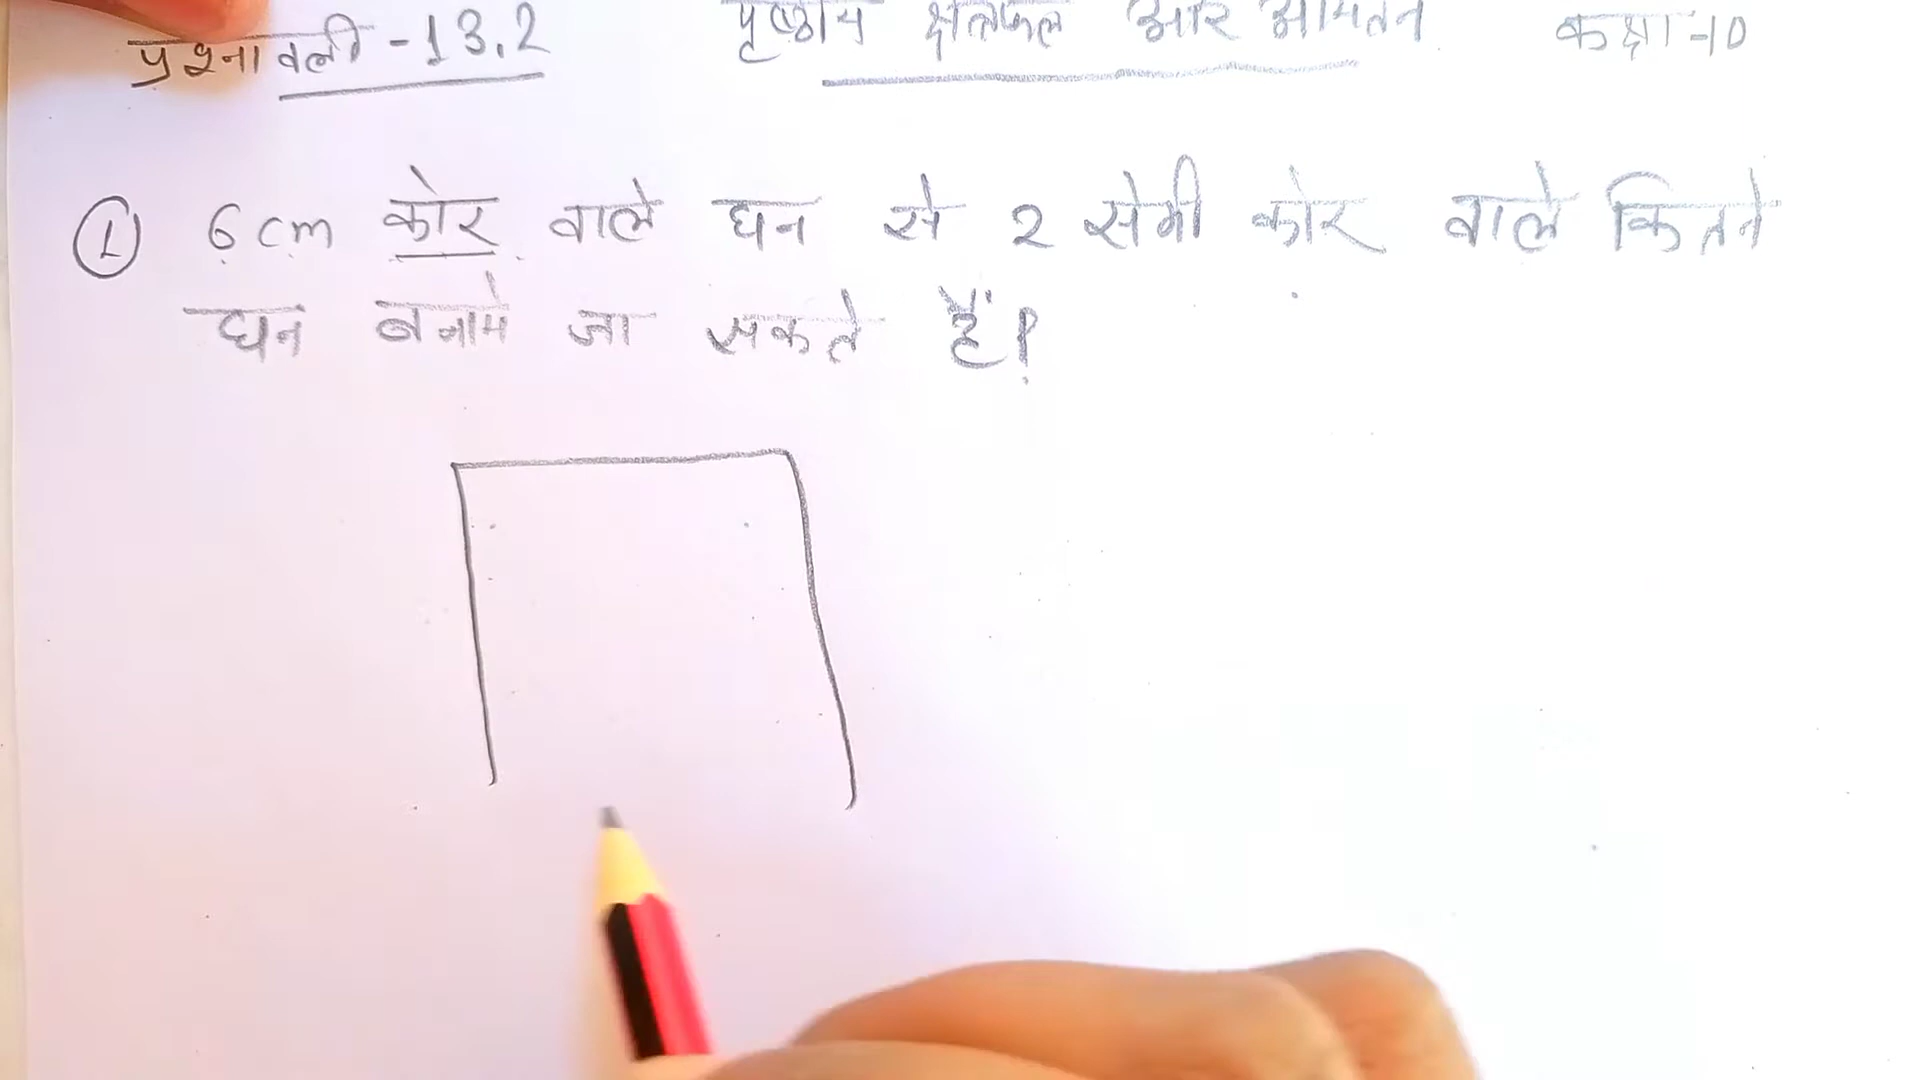 प्रश्नावली - 13.2 पृष्ठीय क्षेत्रफल और आयतन कक्षा-10
① 6 cm कोर वाले घन से 2 सेमी कोर वाले कितने
घन बनाये जा सकते हैं?